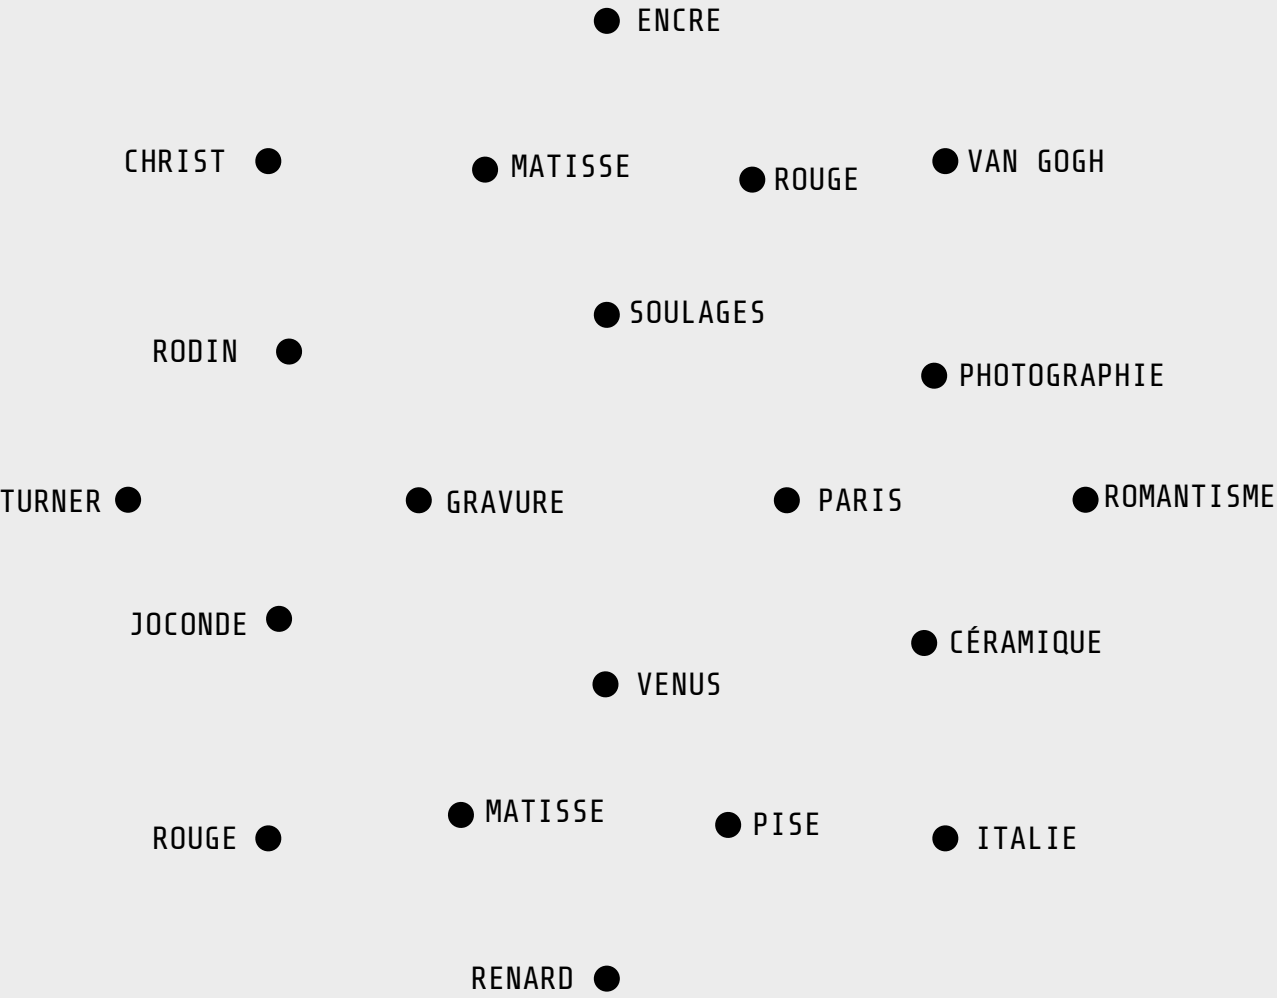 ENCRE
CHRIST
MATISSE
ROUGE
VAN GOGH
SOULAGES
RODIN
PHOTOGRAPHIE
TURNER
GRAVURE
PARIS
ROMANTISME
JOCONDE
CÉRAMIQUE
VENUS
MATISSE
PISE
ROUGE
ITALIE
RENARD